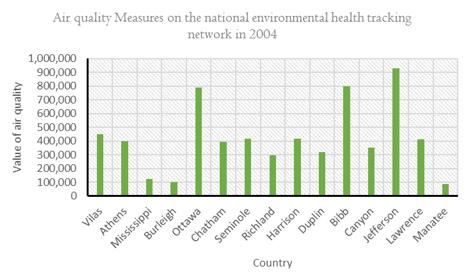 Air quality Measures on the national environmental health tracking
network in 2004
1,000,000
900,000
800,000
700,000
600,000
500,000
400,000
300,000
200,000
100,000
0
Value of air quality
Vilas
Athens
Mississippi
Burleigh
Ottawa
Chatham
Seminole
Richland
Harrison
Duplin
Bibb
Canyon
Jefferson
Lawrence
Manatee
Country